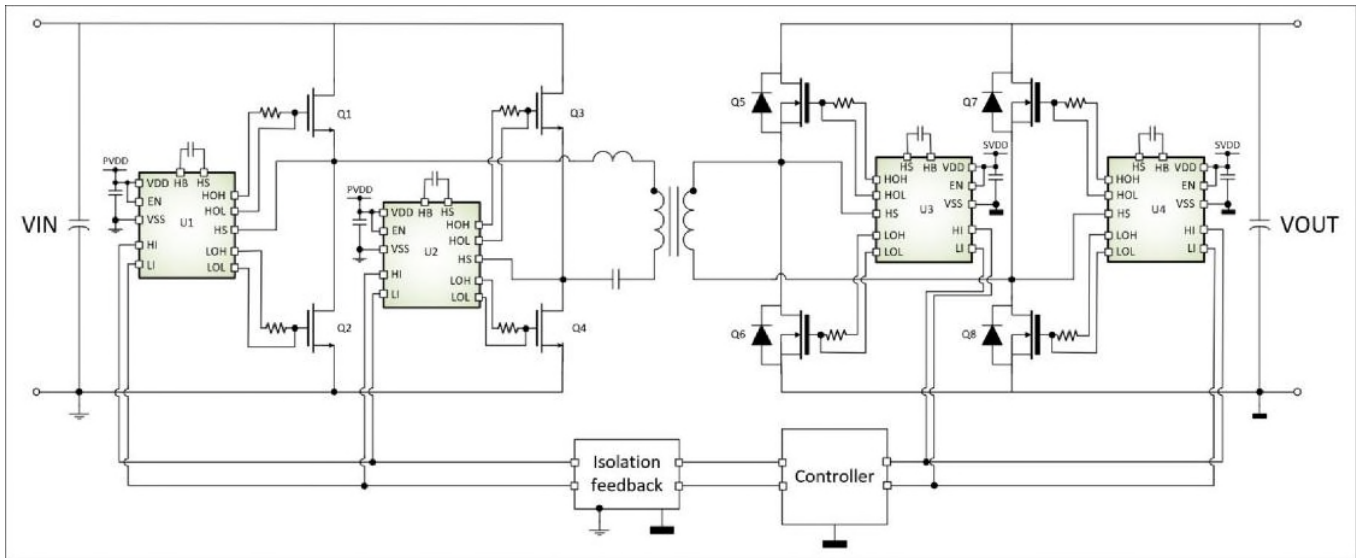 VIN
PVDD
VDD
EN
VSS
HI
LI
HB
HS
U1
HOH
HOL
HS
LOH
LOL
Q1
Q2
PVDD
VDD
EN
VSS
HI
LI
HB
HS
U2
HOH
HOL
HS
LOH
LOL
Q3
Q4
Q5
Q6
HOH
HOL
HS
LOH
LOL
HS
HB
U3
VDD
EN
VSS
HI
LI
SVDD
Q7
Q8
HOH
HOL
HS
LOH
LOL
HS
HB
U4
VDD
EN
VSS
HI
LI
SVDD
VOUT
Isolation
feedback
Controller